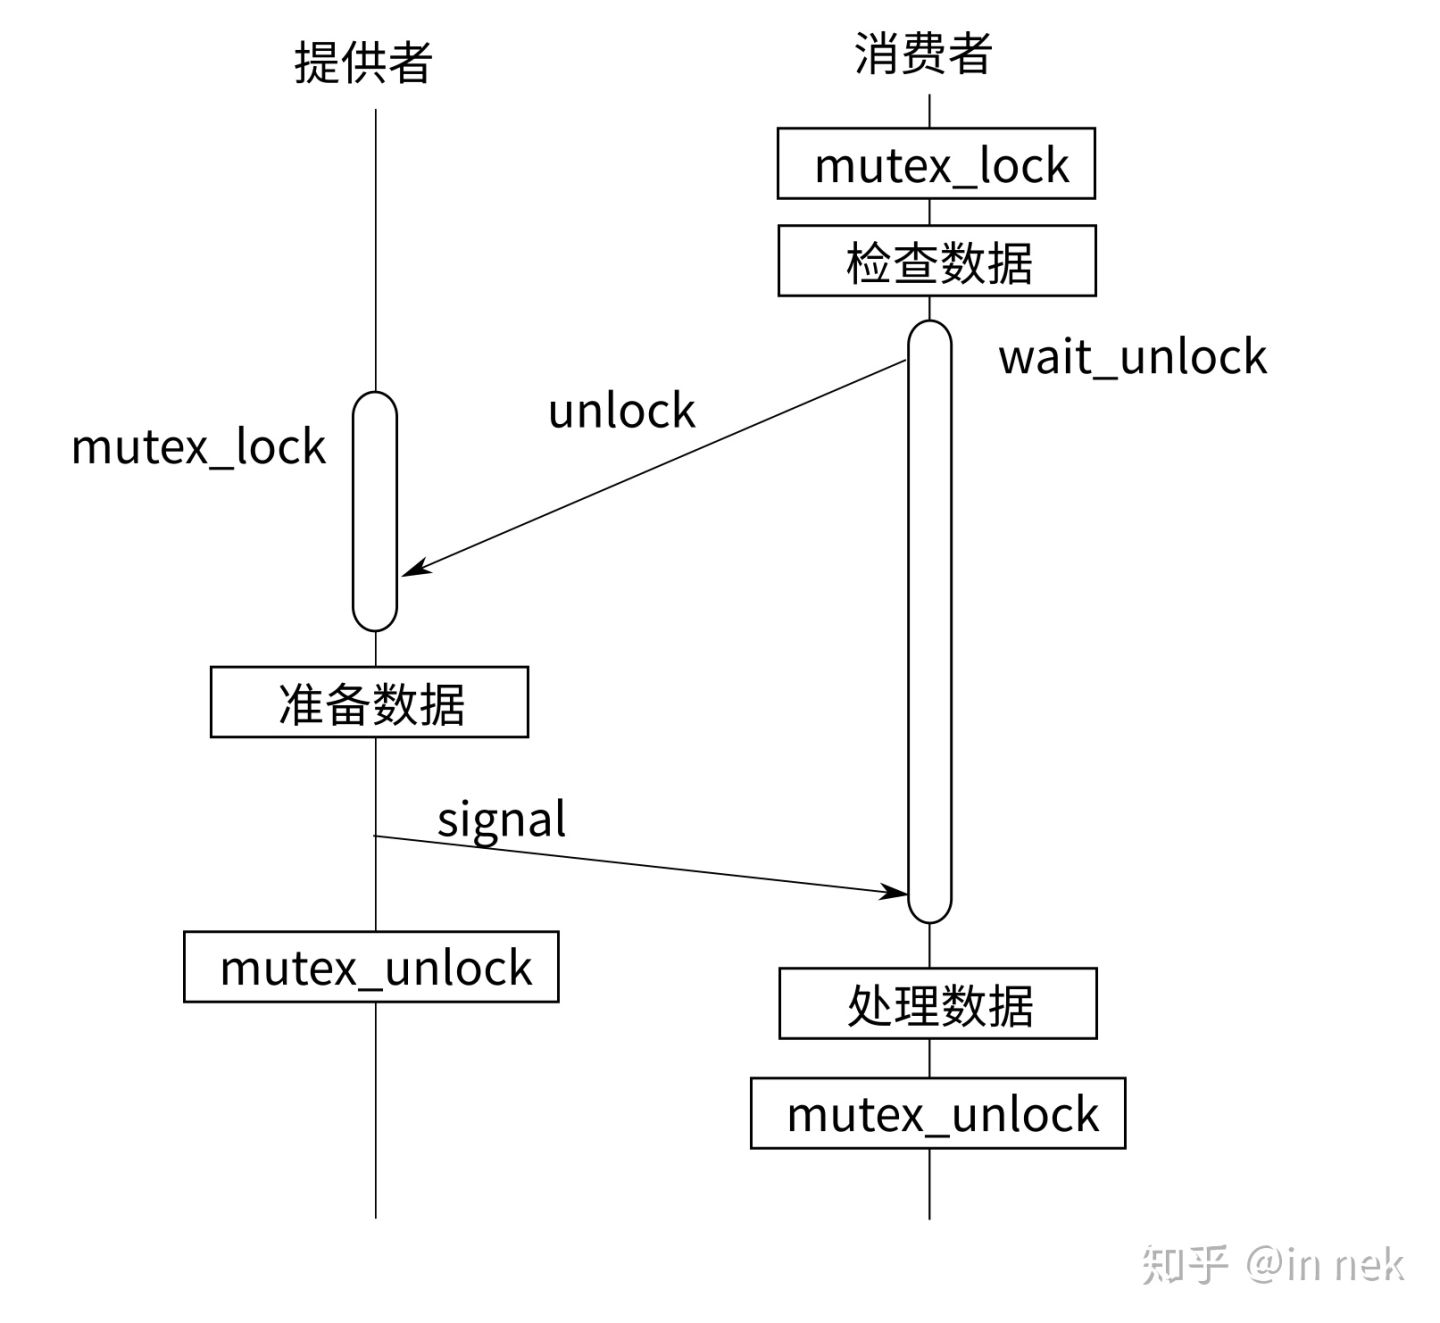 提供者
消费者
mutex_lock
检查数据
wait_unlock
unlock
mutex_lock
准备数据
signal
mutex_unlock
处理数据
mutex_unlock
知乎 @in nek